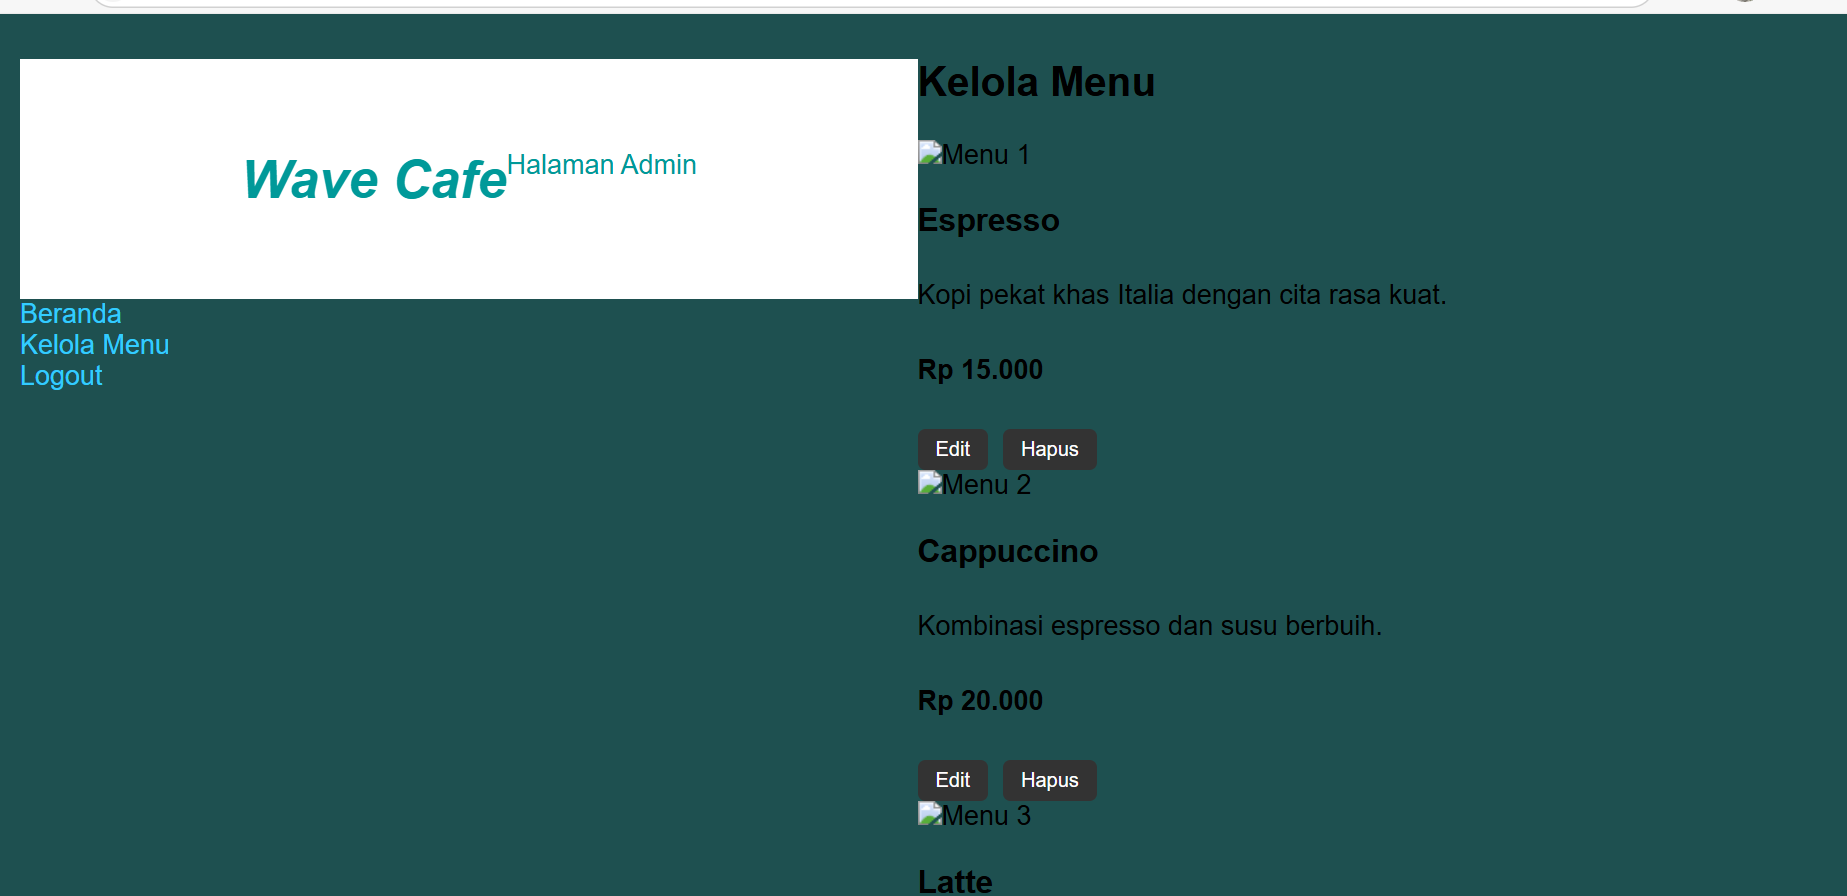 Wave Cafe Halaman Admin
Beranda
Kelola Menu
Logout
Kelola Menu
Menu 1
Espresso
Kopi pekat khas Italia dengan cita rasa kuat.
Rp 15.000
Edit Hapus
Menu 2
Cappuccino
Kombinasi espresso dan susu berbuih.
Rp 20.000
Edit Hapus
Menu 3
Latte